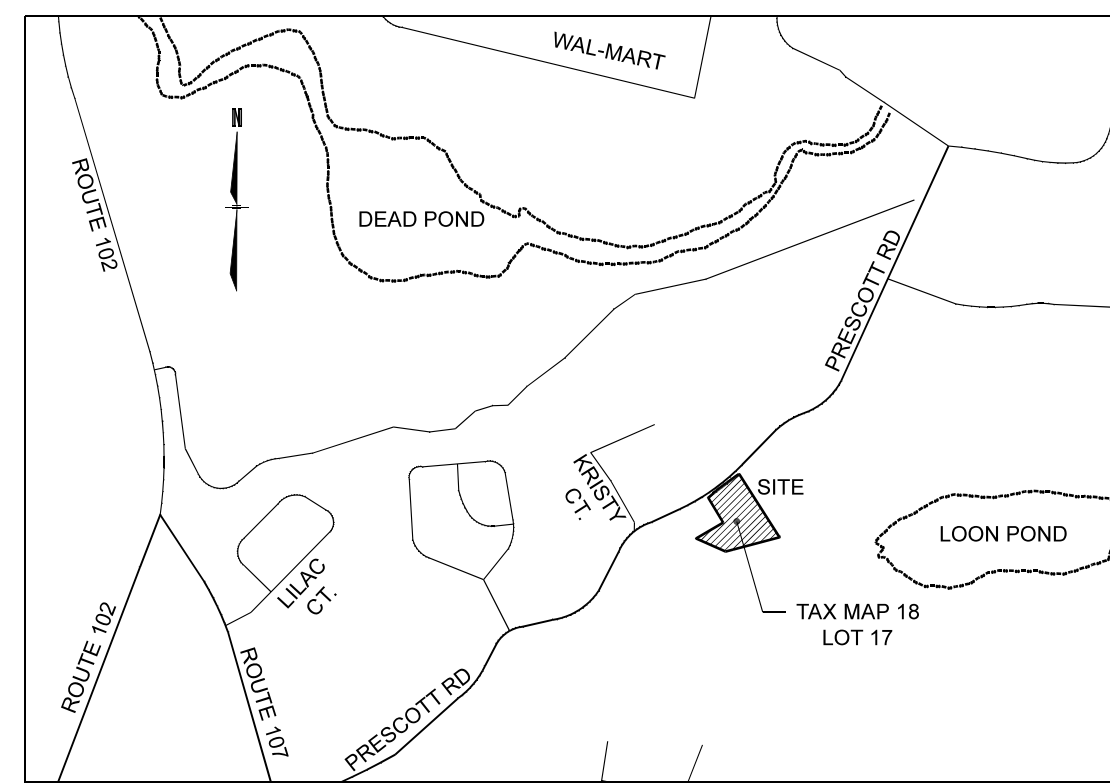 WAL-MART
N
ROUTE 102
DEAD POND
PRESCOTT RD
KRISTY
CT.
SITE
LOON POND
LILAC
CT.
TAX MAP 18
LOT 17
ROUTE 102
ROUTE 107
PRESCOTT RD